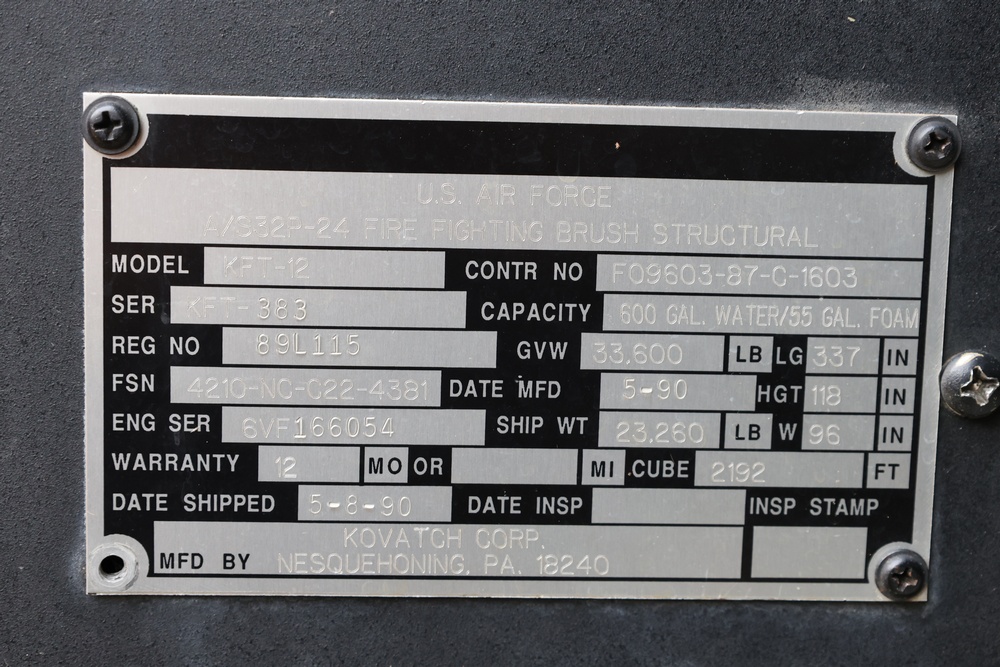 U.S. AIR FORCE
A/S32P-24 FIRE FIGHTING BRUSH STRUCTURAL
MODEL KFT-12 CONTR NO F09603-87-C-1603
SER KFT-383 CAPACITY 600 GAL. WATER/55 GAL. FOAM
REG NO 89L115 GVW 33,600 LB LG 337 IN
FSN 4210-NO-022-4381 DATE MFD 5-90 HGT 118 IN
ENG SER 6VF166054 SHIP WT 23,260 LB W 96 IN
WARRANTY 12 MO OR MI .CUBE 2192 FT
DATE SHIPPED 5-8-90 DATE INSP INSP STAMP
MFD BY KOVATCH CORP.
NESQUEHONING, PA. 18240